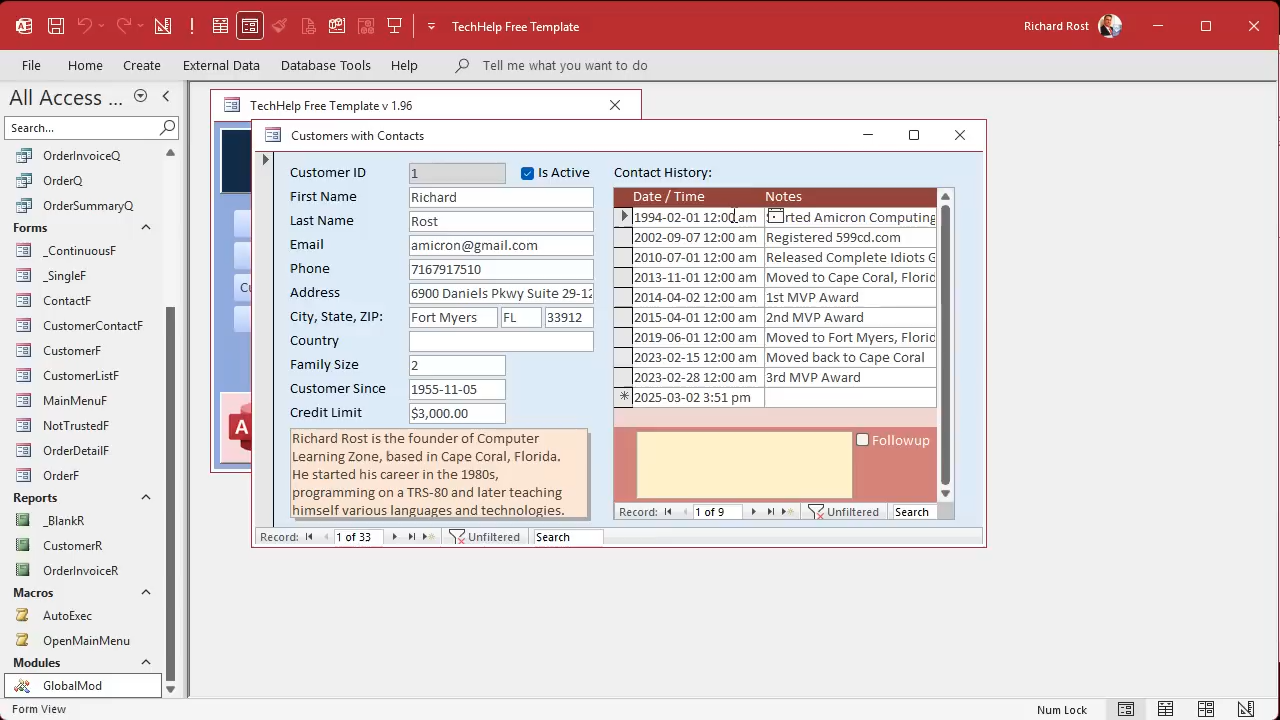 TechHelp Free Template
Richard Rost
File
Home
Create
External Data
Database Tools
Help
Tell me what you want to do
All Access ...
Search...
OrderInvoiceQ
OrderQ
OrderSummaryQ
Forms
_ContinuousF
_SingleF
ContactF
CustomerContactF
CustomerF
CustomerListF
MainMenuF
NotTrustedF
OrderDetailF
OrderF
Reports
_BlankR
CustomerR
OrderInvoiceR
Macros
AutoExec
OpenMainMenu
Modules
GlobalMod
TechHelp Free Template v 1.96
Cu
Customers with Contacts
Customer ID 1 Is Active
First Name Richard
Last Name Rost
Email amicron@gmail.com
Phone 7167917510
Address 6900 Daniels Pkwy Suite 29-12
City, State, ZIP: Fort Myers FL 33912
Country
Family Size 2
Customer Since 1955-11-05
Credit Limit $3,000.00
Richard Rost is the founder of Computer
Learning Zone, based in Cape Coral, Florida.
He started his career in the 1980s,
programming on a TRS-80 and later teaching
himself various languages and technologies.
Contact History:
Date / Time Notes
1994-02-01 12:00 am rted Amicron Computing
2002-09-07 12:00 am Registered 599cd.com
2010-07-01 12:00 am Released Complete Idiots G
2013-11-01 12:00 am Moved to Cape Coral, Florid
2014-04-02 12:00 am 1st MVP Award
2015-04-01 12:00 am 2nd MVP Award
2019-06-01 12:00 am Moved to Fort Myers, Florid
2023-02-15 12:00 am Moved back to Cape Coral
2023-02-28 12:00 am 3rd MVP Award
* 2025-03-02 3:51 pm
Followup
Record: 1 of 9 Unfiltered Search
Record: 1 of 33 Unfiltered Search
Form View
Num Lock